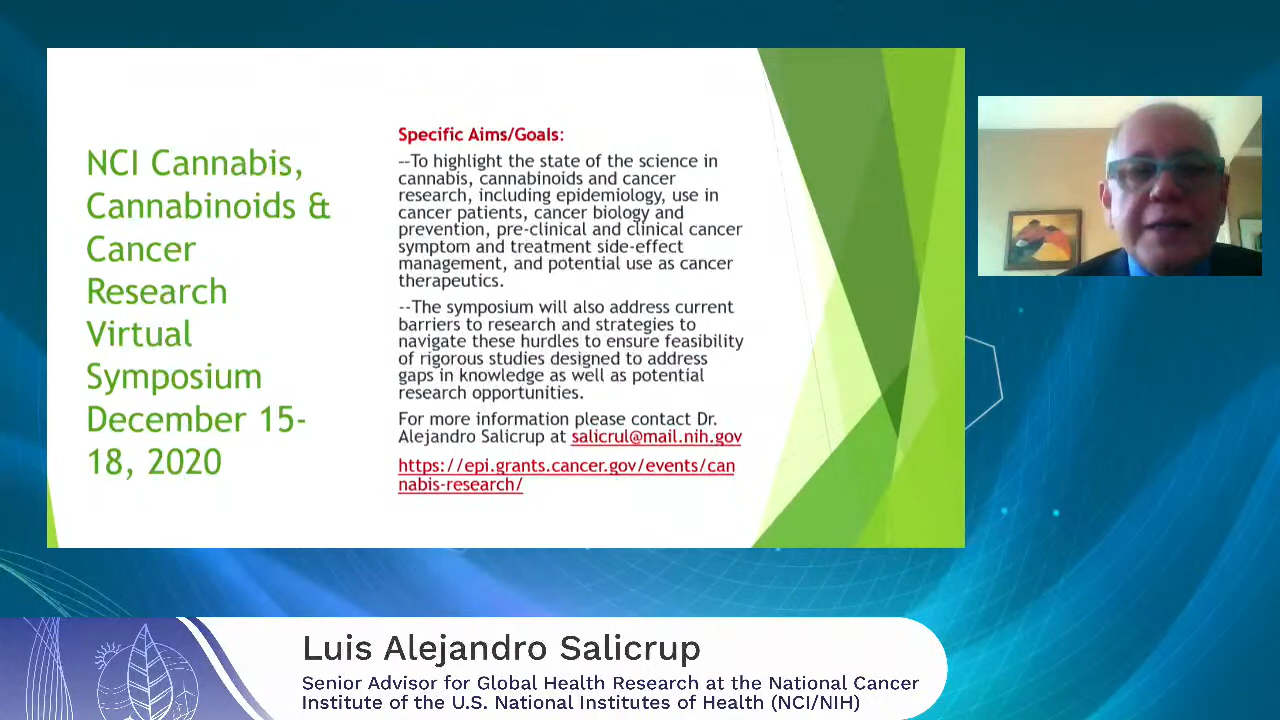 NCI Cannabis,
Cannabinoids &
Cancer
Research
Virtual
Symposium
December 15-
18, 2020
Specific Aims/Goals:
--To highlight the state of the science in
cannabis, cannabinoids and cancer
research, including epidemiology, use in
cancer patients, cancer biology and
prevention, pre-clinical and clinical cancer
symptom and treatment side-effect
management, and potential use as cancer
therapeutics.
--The symposium will also address current
barriers to research and strategies to
navigate these hurdles to ensure feasibility
of rigorous studies designed to address
gaps in knowledge as well as potential
research opportunities.
For more information please contact Dr.
Alejandro Salicrup at salicrul@mail.nih.gov
https://epi.grants.cancer.gov/events/can
nabis-research/
Luis Alejandro Salicrup
Senior Advisor for Global Health Research at the National Cancer
Institute of the U.S. National Institutes of Health (NCI/NIH)